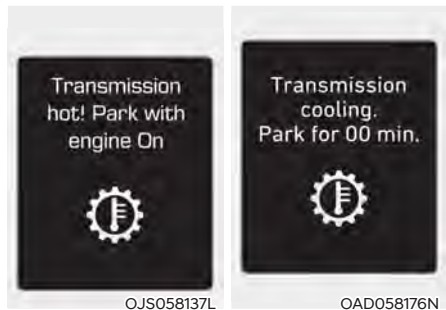 Transmission
hot! Park with
engine On
OJS058137L
Transmission
cooling.
Park for 00 min.
OAD058176N